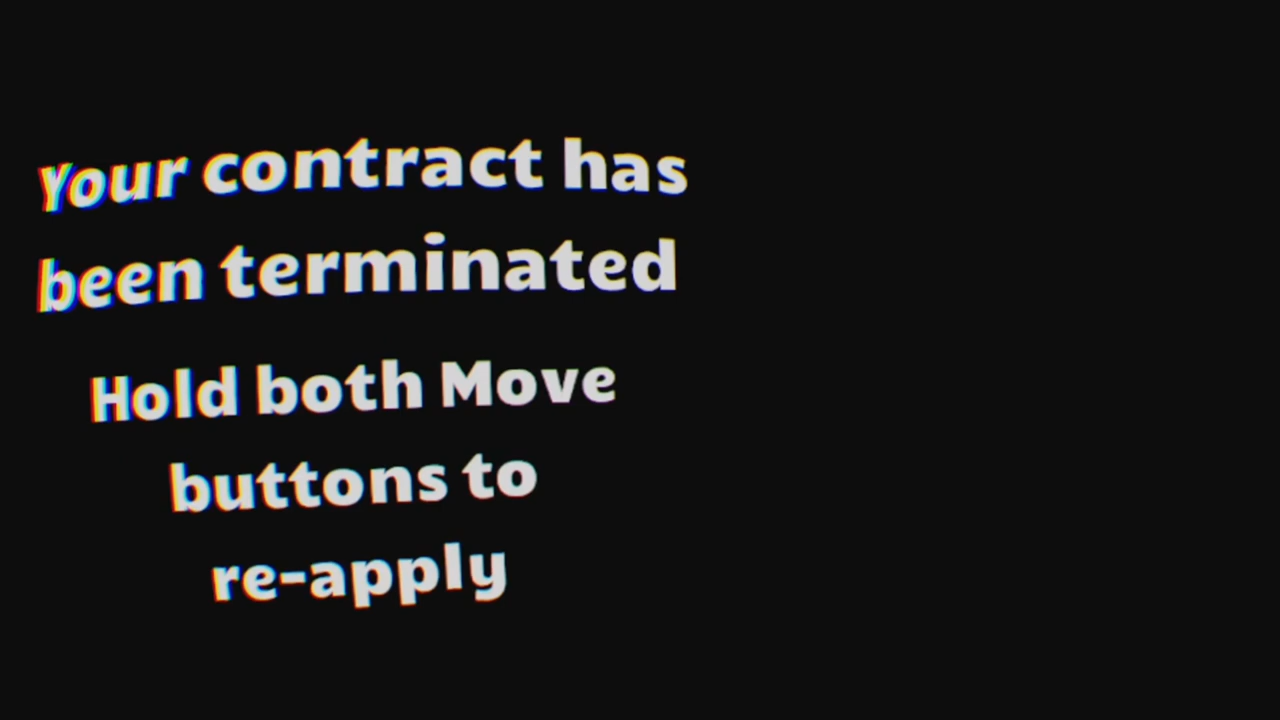 Your contract has
been terminated
Hold both Move
buttons to
re-apply